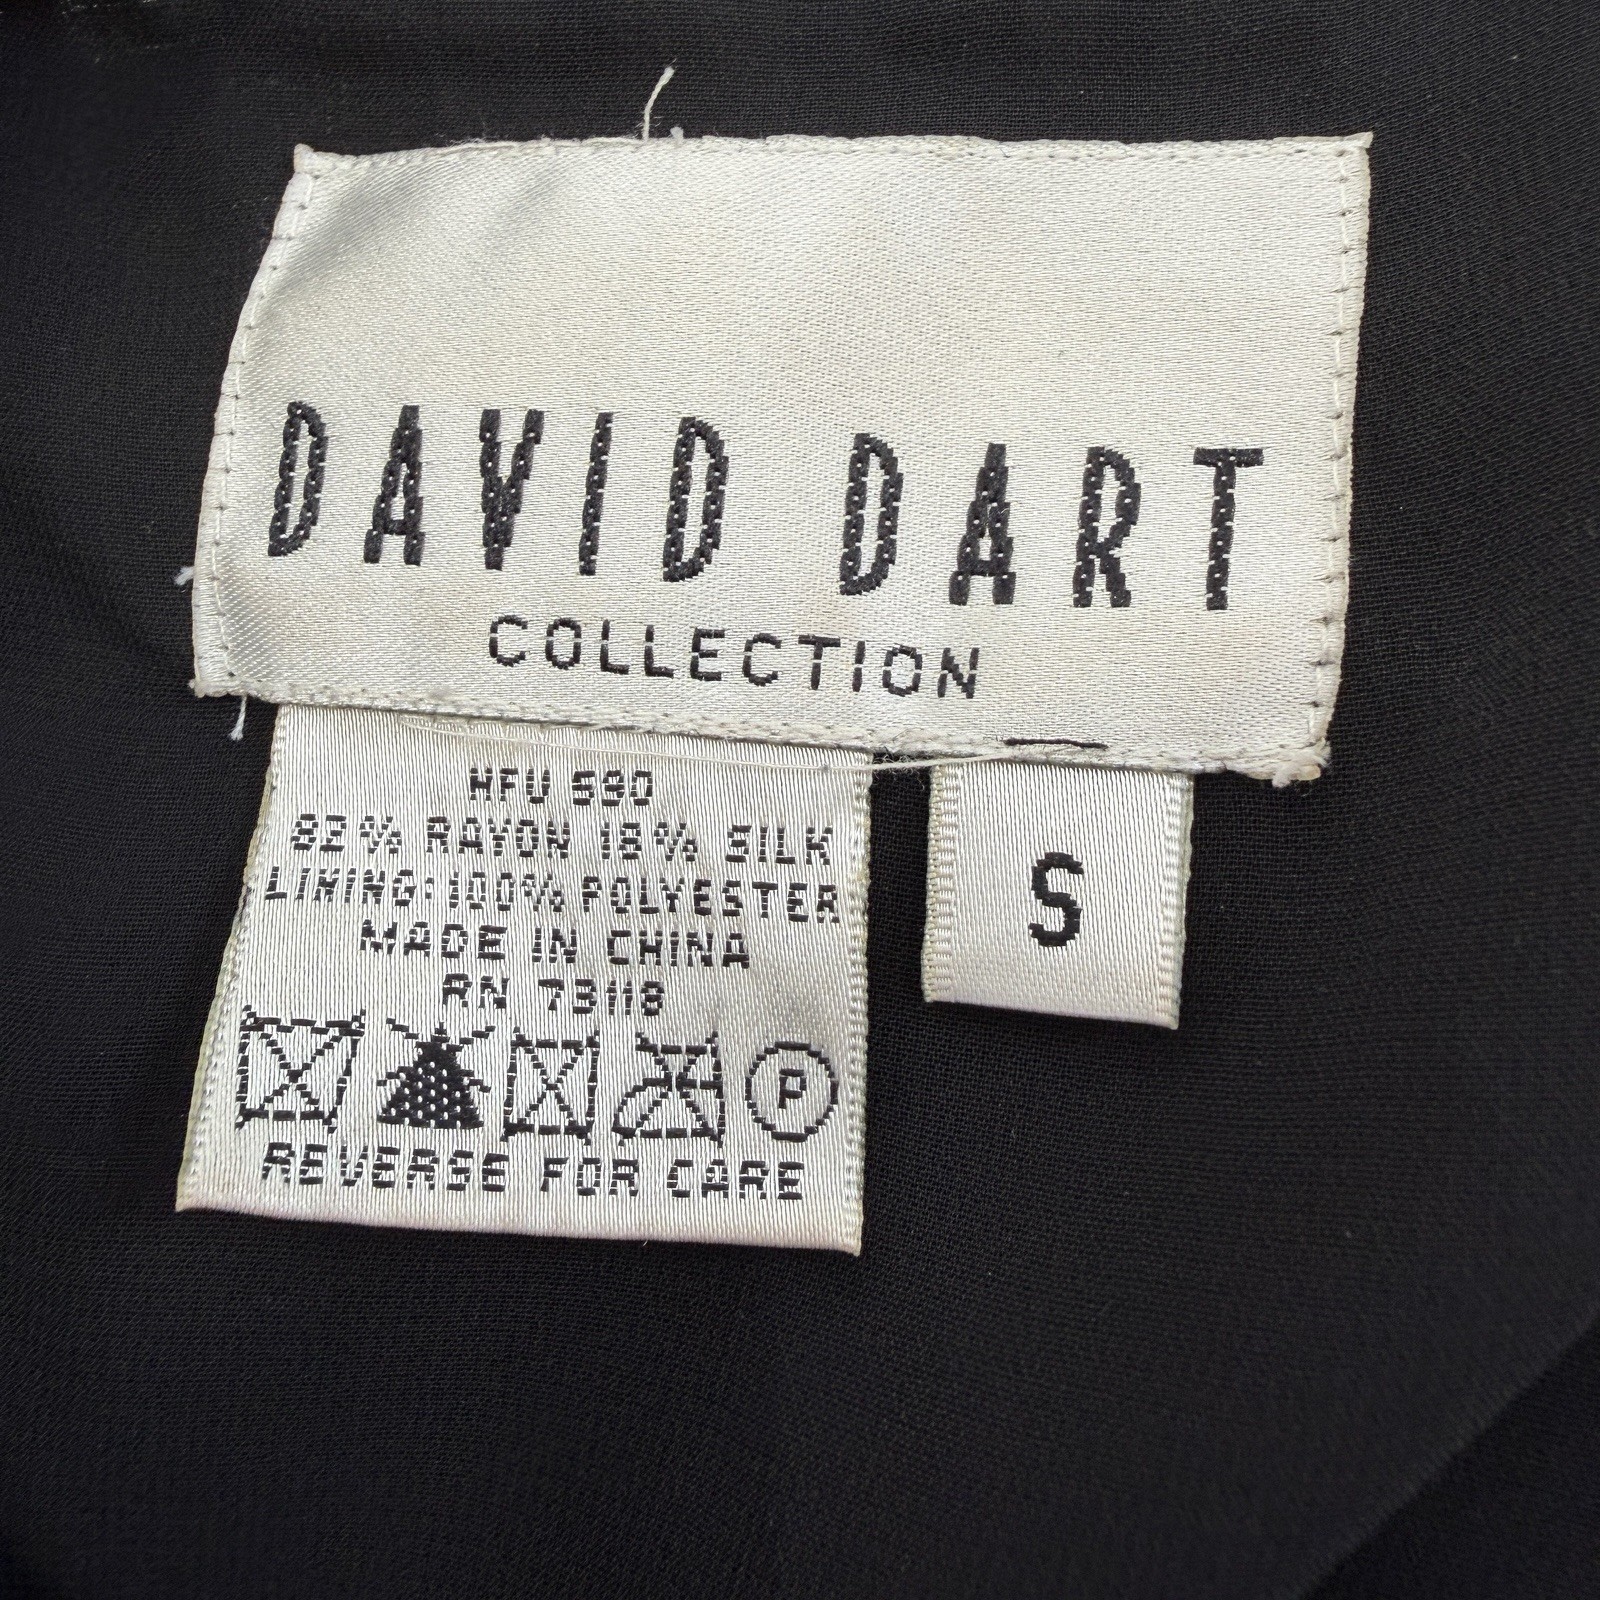 DAVID DART
COLLECTION
S
HFU 590
82% RAYON 18% SILK
LINING: 100% POLYESTER
MADE IN CHINA
RN 73118
P
REVERSE FOR CARE